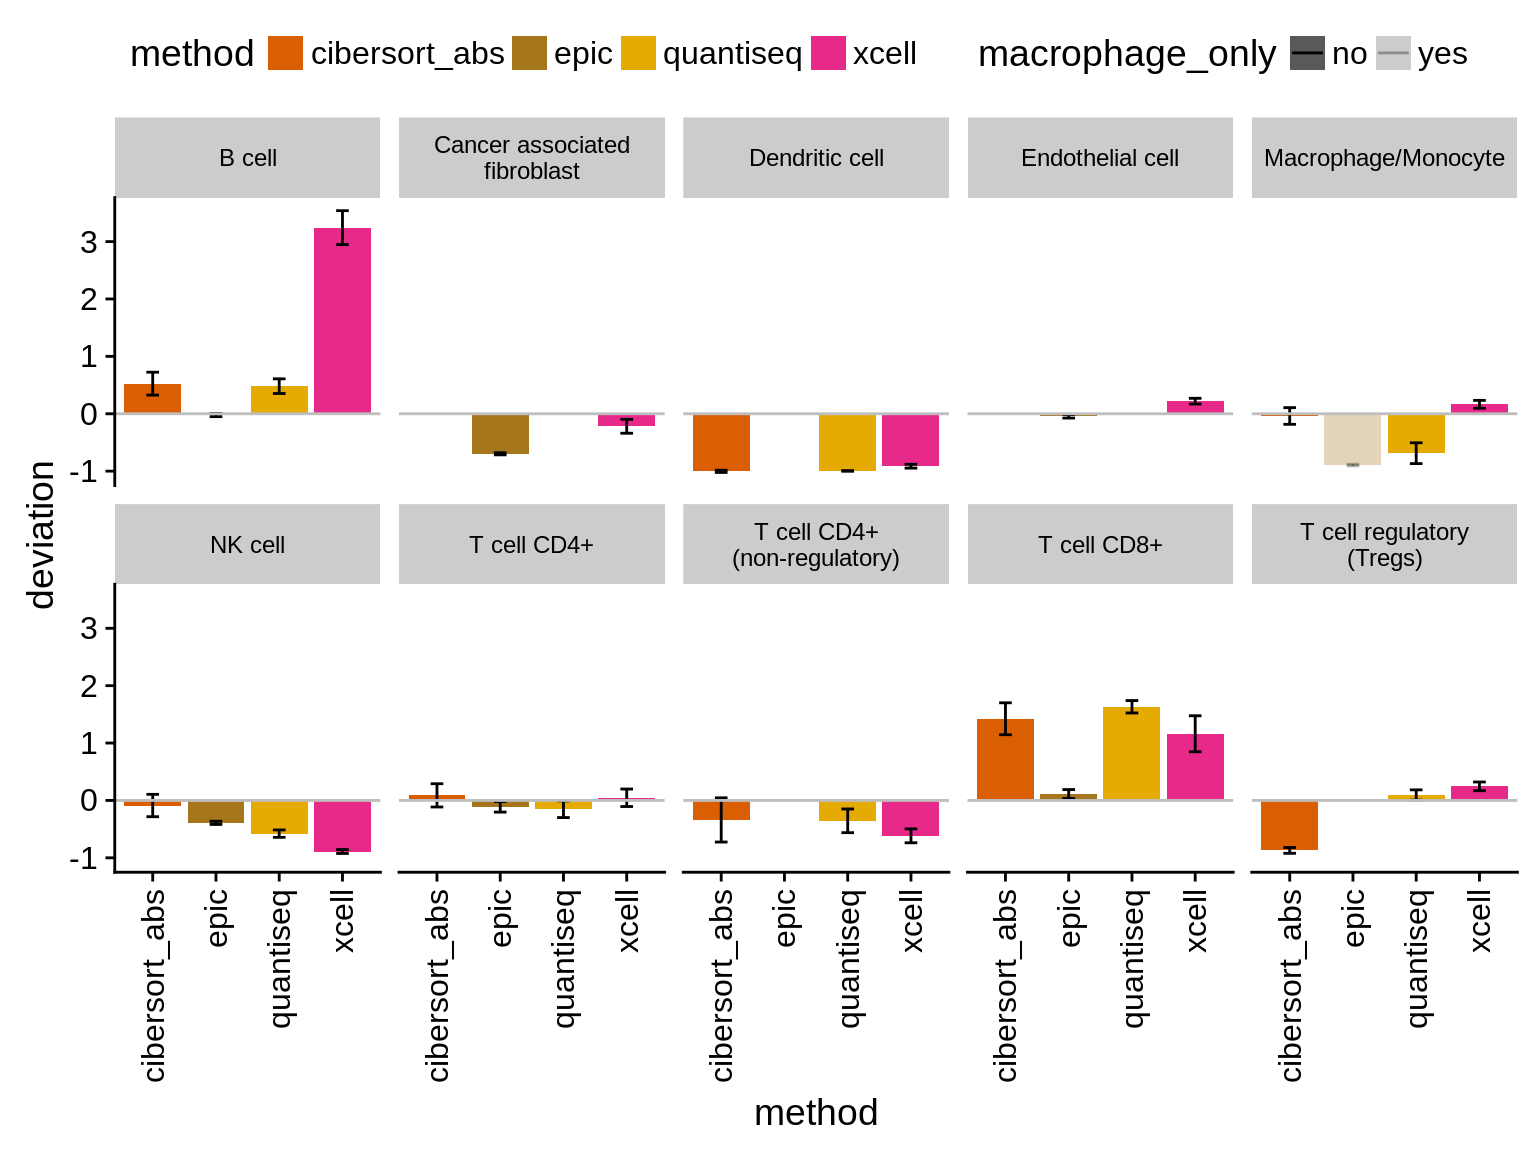 method cibersort_abs epic quantiseq xcell macrophage_only no yes
B cell
Cancer associated
fibroblast
Dendritic cell
Endothelial cell
Macrophage/Monocyte
3
2
1
0
-1
deviation
NK cell
T cell CD4+
T cell CD4+
(non-regulatory)
T cell CD8+
T cell regulatory
(Tregs)
3
2
1
0
-1
cibersort_abs
epic
quantiseq
xcell
cibersort_abs
epic
quantiseq
xcell
cibersort_abs
epic
quantiseq
xcell
cibersort_abs
epic
quantiseq
xcell
cibersort_abs
epic
quantiseq
xcell
method